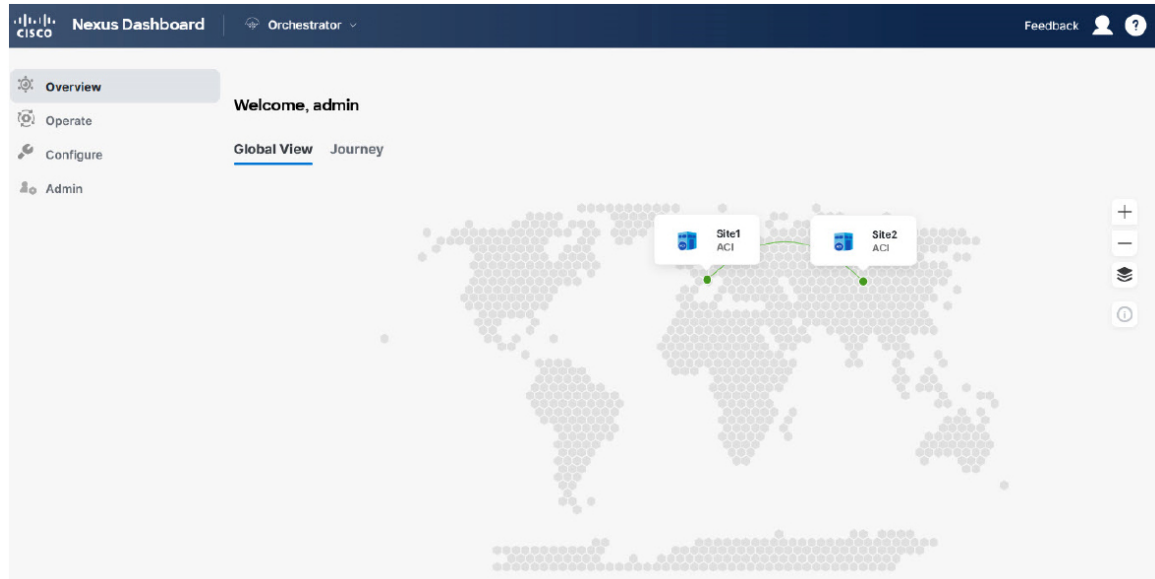 cisco Nexus Dashboard Orchestrator Feedback ?
Overview
Operate
Configure
Admin
Welcome, admin
Global View Journey
Site1
ACI
Site2
ACI